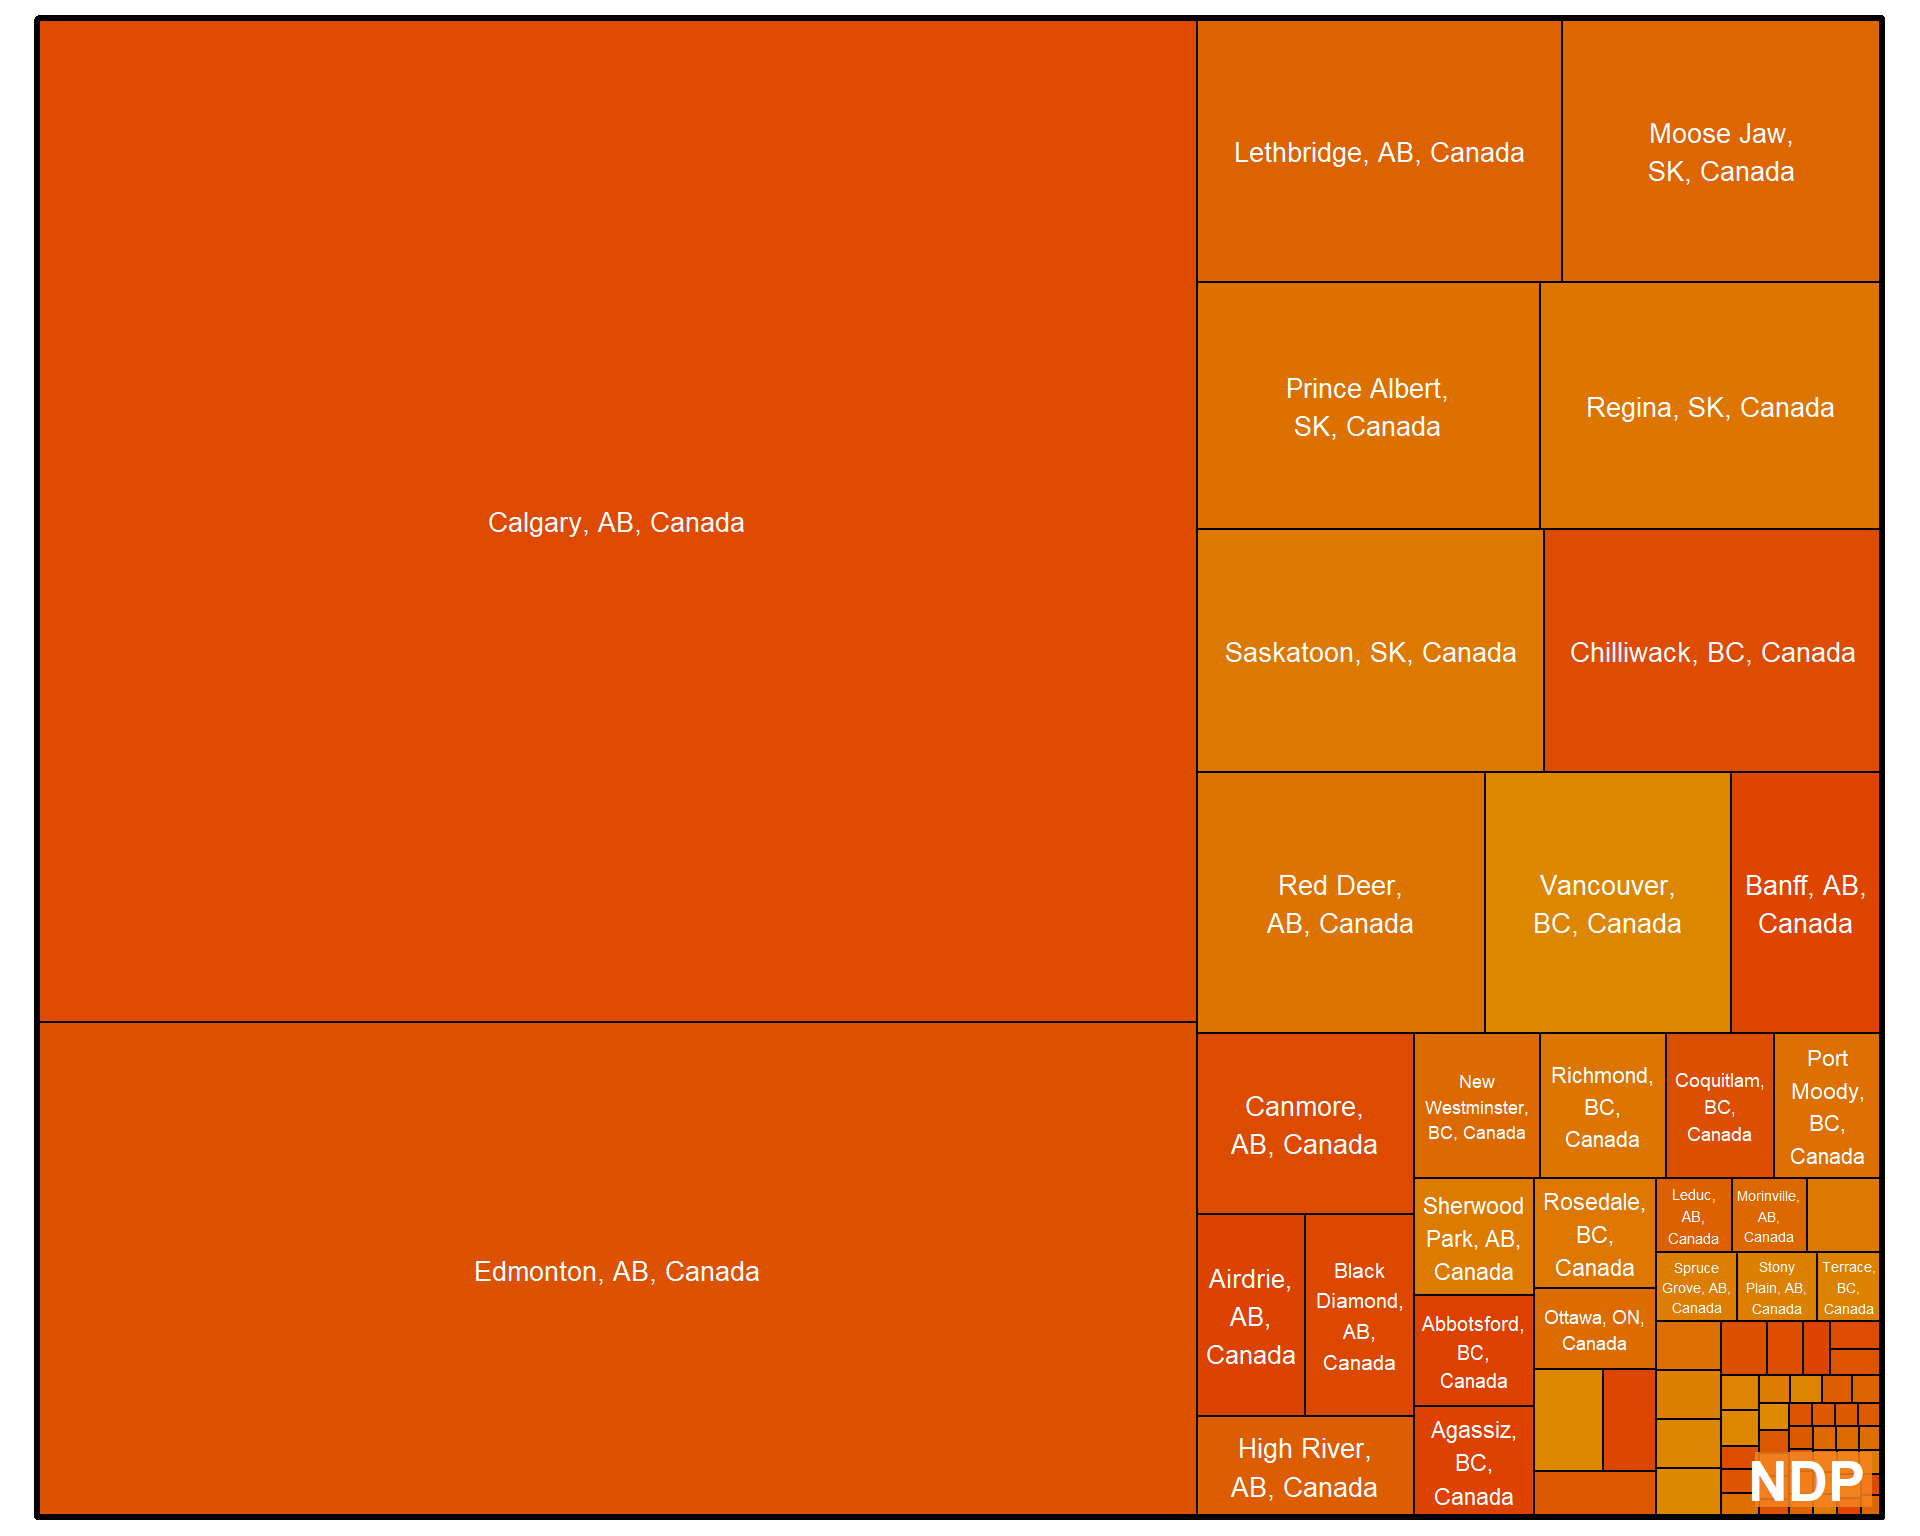 Calgary, AB, Canada
Edmonton, AB, Canada
Lethbridge, AB, Canada
Moose Jaw,
SK, Canada
Prince Albert,
SK, Canada
Regina, SK, Canada
Saskatoon, SK, Canada
Chilliwack, BC, Canada
Red Deer,
AB, Canada
Vancouver,
BC, Canada
Banff, AB,
Canada
Canmore,
AB, Canada
New
Westminster,
BC, Canada
Richmond,
BC,
Canada
Coquitlam,
BC,
Canada
Port
Moody,
BC,
Canada
Airdrie,
AB,
Canada
Black
Diamond,
AB,
Canada
High River,
AB, Canada
Sherwood
Park, AB,
Canada
Rosedale,
BC,
Canada
Leduc,
AB,
Canada
Morinville,
AB,
Canada
Spruce
Grove, AB,
Canada
Stony
Plain, AB,
Canada
Terrace,
BC,
Canada
Abbotsford,
BC,
Canada
Ottawa, ON,
Canada
Agassiz,
BC,
Canada
NDP